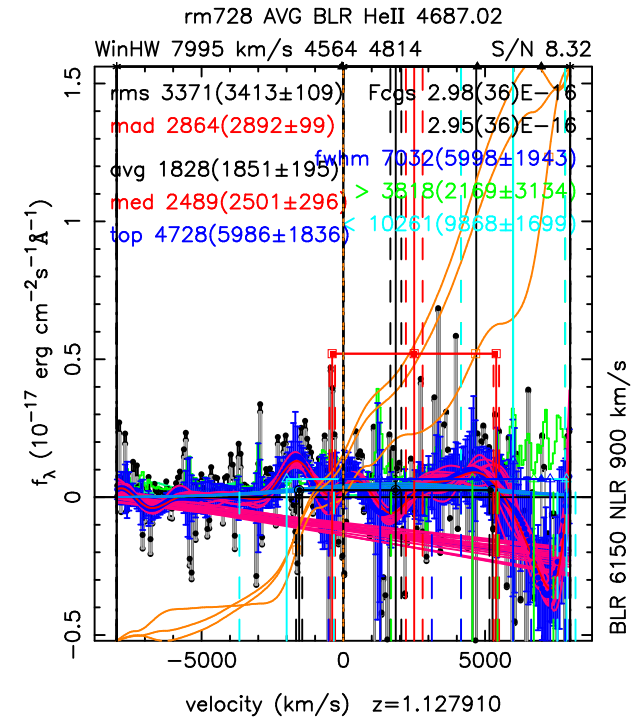 rm728 AVG BLR HeII 4687.02
WinHW 7995 km/s 4564 4814 S/N 8.32
rms 3371(3413±109) Fcgs 2.98(36)E−16
mad 2864(2892±99) 2.95(36)E−16
fwhm 7032(5998±1943)
avg 1828(1851±195)
> 3818(2169±3134)
med 2489(2501±296)
< 10261(9868±1699)
top 4728(5986±1836)
1.5
1
0.5
0
−0.5
fλ (10⁻¹⁷ erg cm⁻²s⁻¹Å⁻¹)
BLR 6150 NLR 900 km/s
−5000 0 5000
velocity (km/s) z=1.127910